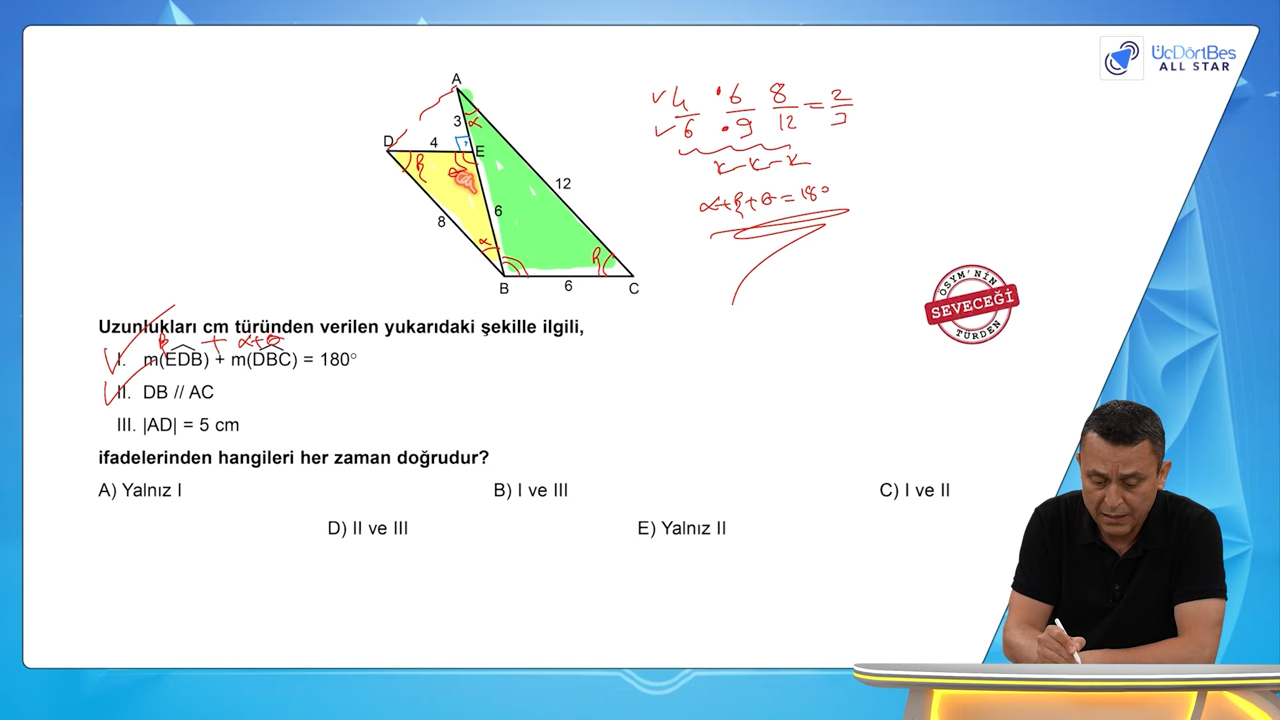 ÜçDörtBeş
ALL STAR
A
3
α
D
4
E
β
12
8
6
α
β
B
6
C
4/6 6/9 8/12 = 2/3
K-K-K
α+β+θ=180
ÖSYM'NİN
SEVECEĞİ
TÜRDEN
Uzunlukları cm türünden verilen yukarıdaki şekille ilgili,
β + α+θ
I. m(EDB) + m(DBC) = 180°
II. DB // AC
III. |AD| = 5 cm
ifadelerinden hangileri her zaman doğrudur?
A) Yalnız I B) I ve III C) I ve II
D) II ve III E) Yalnız II